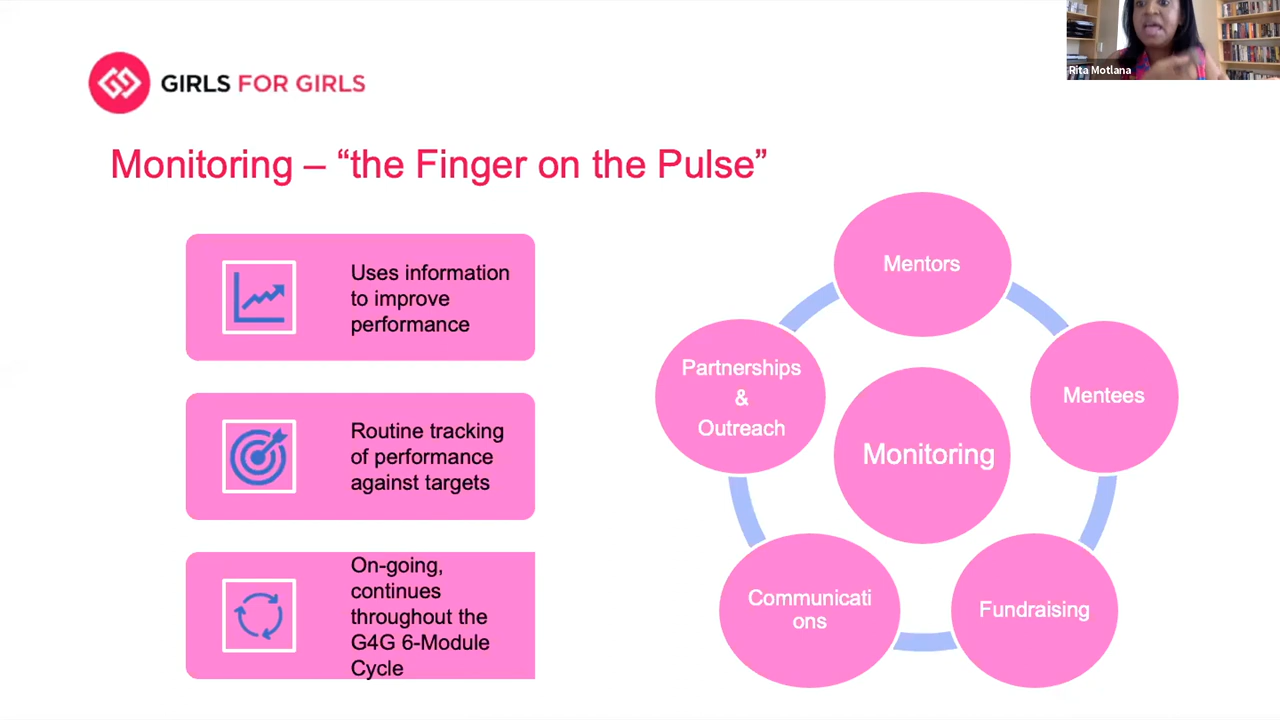 GIRLS FOR GIRLS
Rita Motlana
Monitoring – “the Finger on the Pulse”
Uses information
to improve
performance
Routine tracking
of performance
against targets
On-going,
continues
throughout the
G4G 6-Module
Cycle
Mentors
Partnerships
&
Outreach
Mentees
Monitoring
Communicati
ons
Fundraising